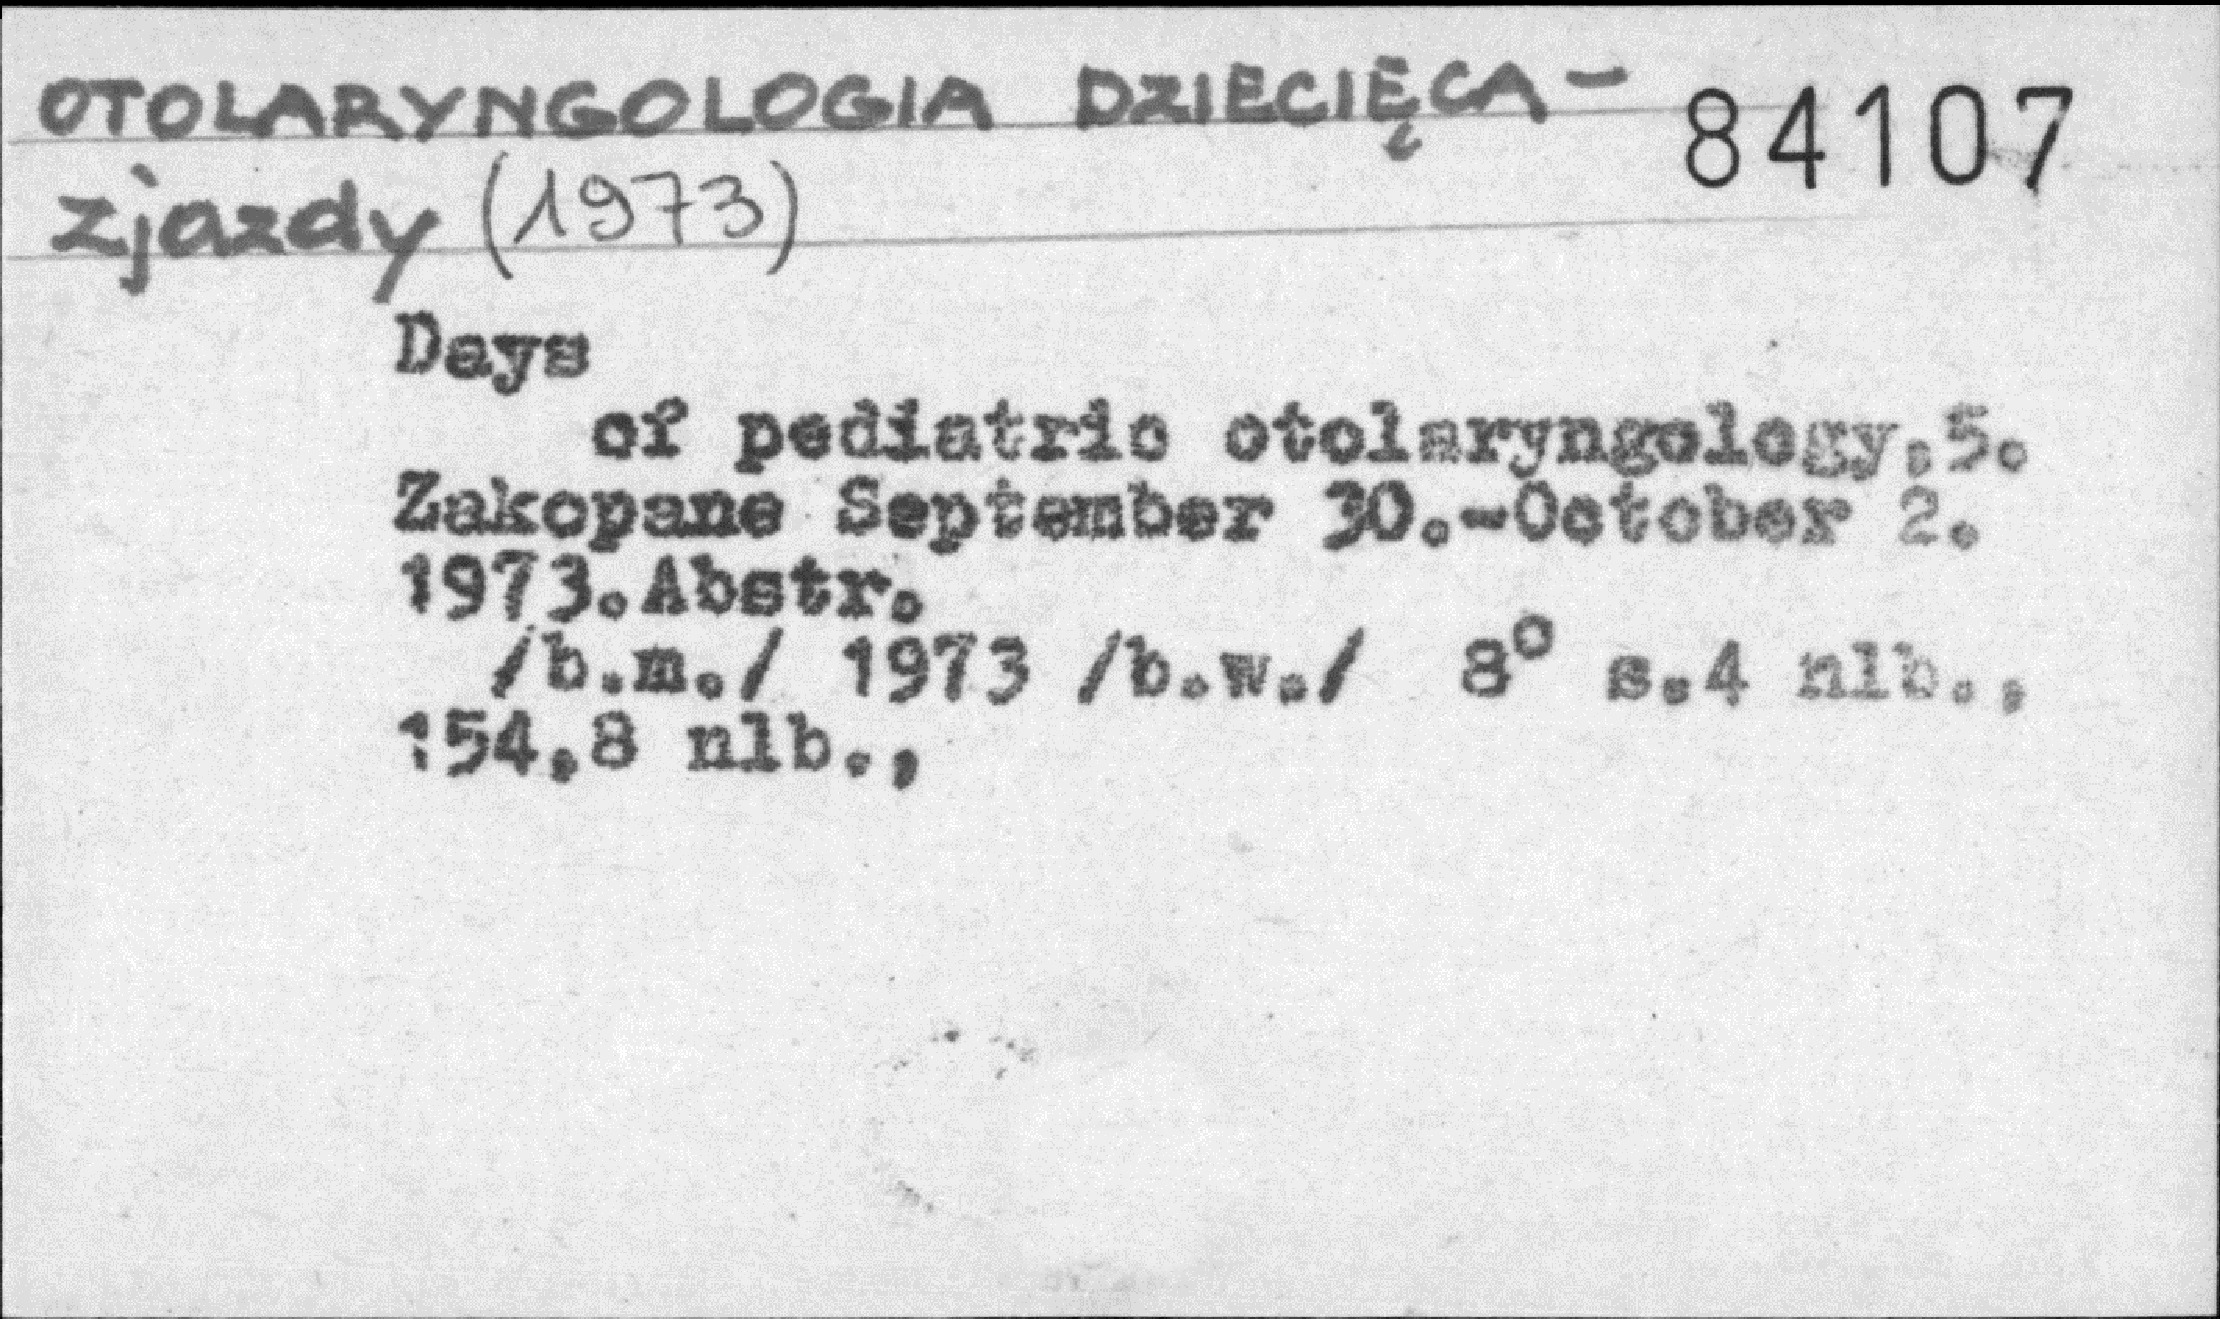 OTOLARYNGOLOGIA DZIECIĘCA – 84107
zjazdy (1973)
Days
of pediatric otolaryngology,5.
Zakopane September 30.-October 2.
1973.Abstr.
/b.m./ 1973 /b.w./ 8° s.4 nlb.,
154,8 nlb.,